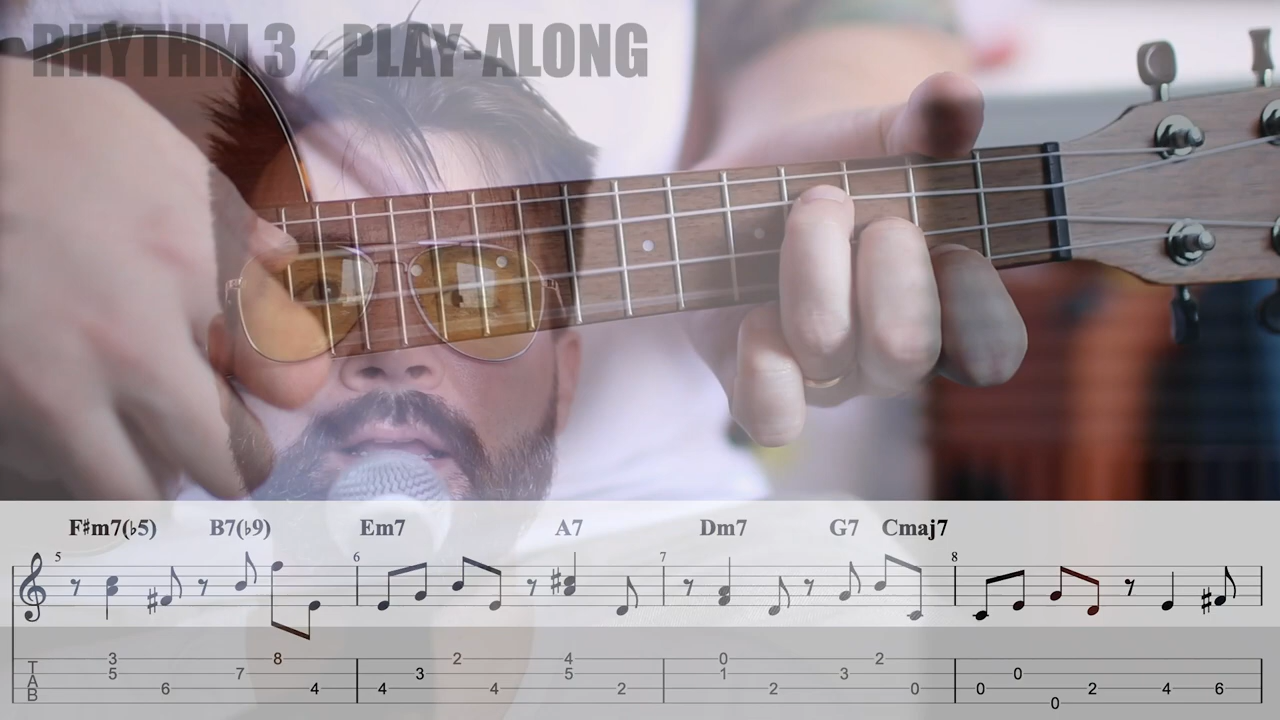 RHYTHM 3 - PLAY-ALONG
F♯m7(♭5) B7(♭9) Em7 A7 Dm7 G7 Cmaj7
5 6 7 8
T 3 8 2 4 0 2
A 5 7 3 5 1 3 0
B 6 4 4 4 2 2 0 0 2 4 6
0